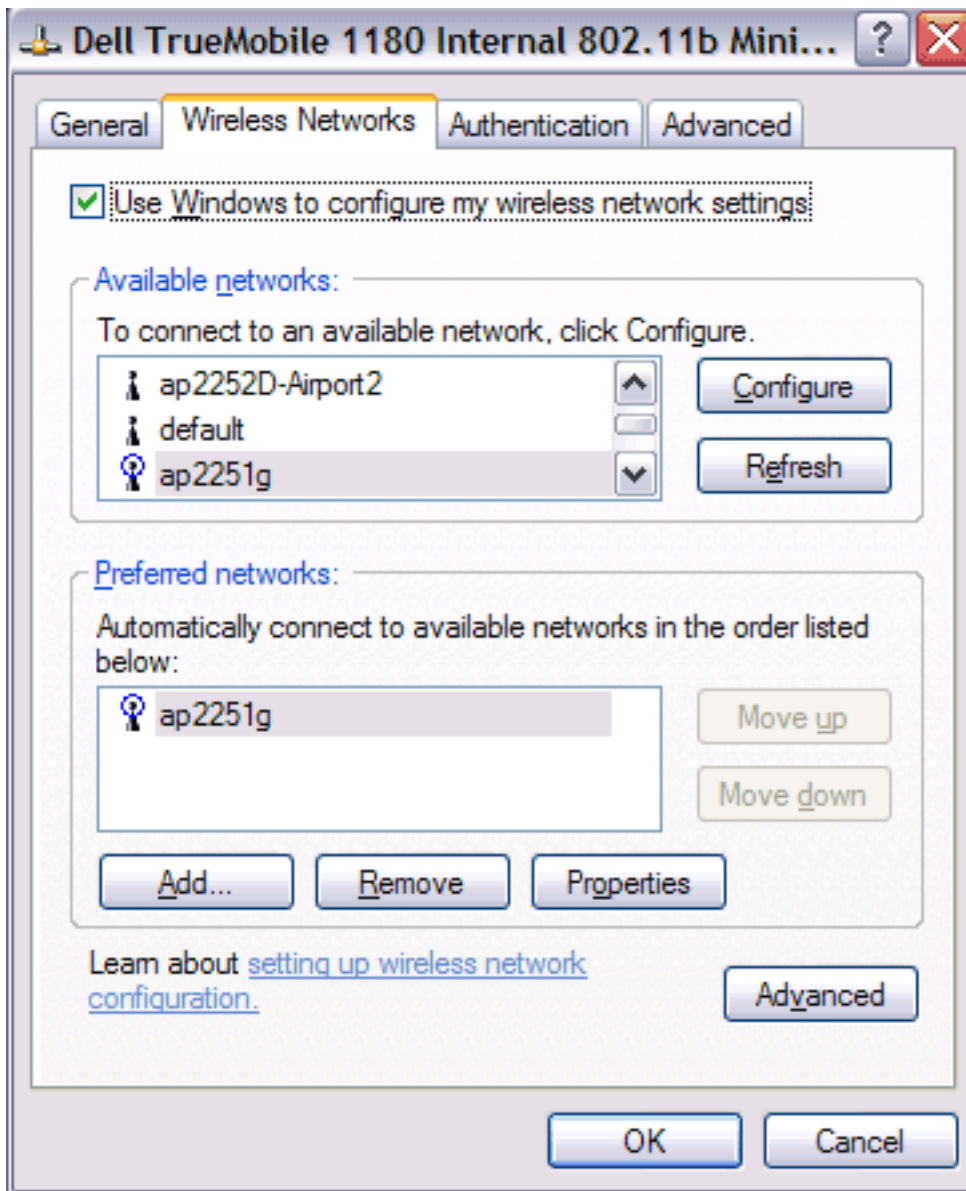 Dell TrueMobile 1180 Internal 802.11b Mini...
General Wireless Networks Authentication Advanced
Use Windows to configure my wireless network settings
Available networks:
To connect to an available network, click Configure.
ap2252D-Airport2
default
ap2251g
Configure
Refresh
Preferred networks:
Automatically connect to available networks in the order listed
below:
ap2251g
Move up
Move down
Add... Remove Properties
Learn about setting up wireless network
configuration.
Advanced
OK Cancel